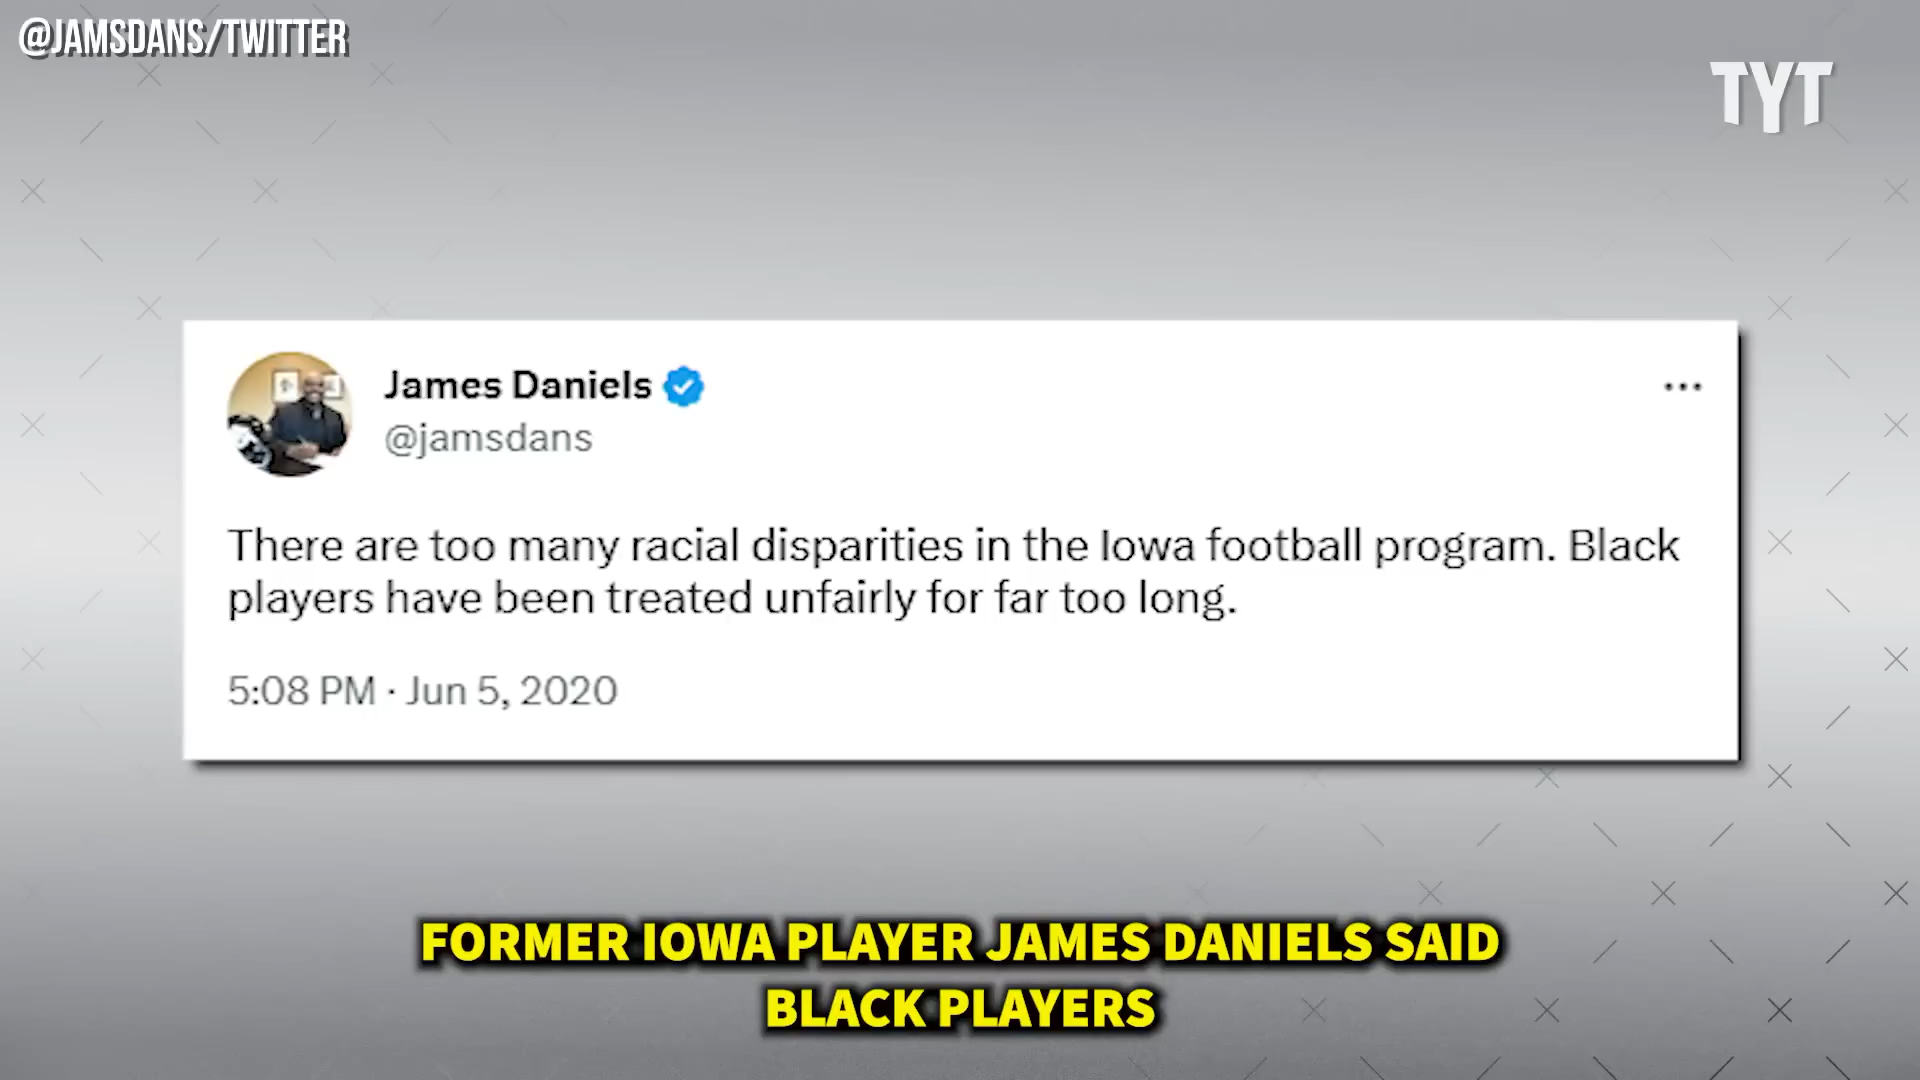 @JAMSDANS/TWITTER
TYT
James Daniels
@jamsdans
There are too many racial disparities in the Iowa football program. Black
players have been treated unfairly for far too long.
5:08 PM · Jun 5, 2020
FORMER IOWA PLAYER JAMES DANIELS SAID
BLACK PLAYERS